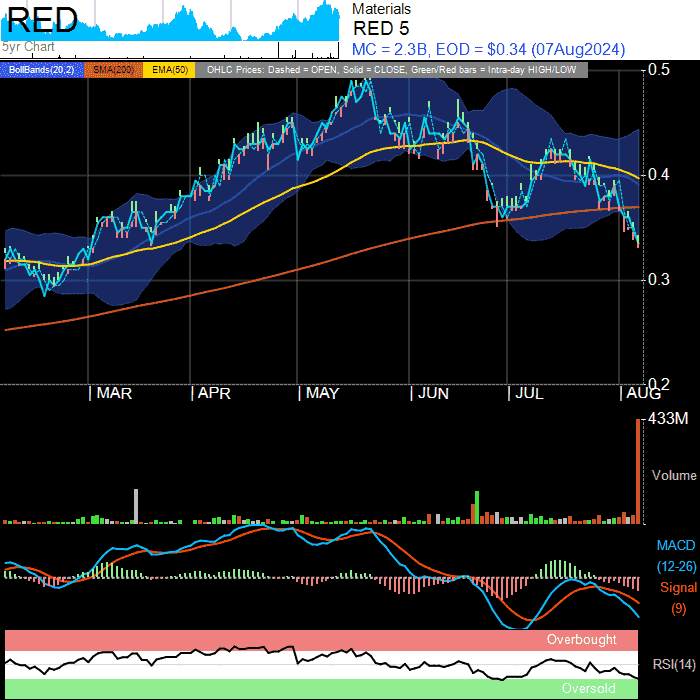 RED
5yr Chart
Materials
RED 5
MC = 2.3B, EOD = $0.34 (07Aug2024)
BollBands(20,2) SMA(200) EMA(50) OHLC Prices: Dashed = OPEN, Solid = CLOSE, Green/Red bars = Intra-day HIGH/LOW
0.5
0.4
0.3
0.2
MAR APR MAY JUN JUL AUG
433M
Volume
MACD
(12-26)
Signal
(9)
Overbought
RSI(14)
Oversold